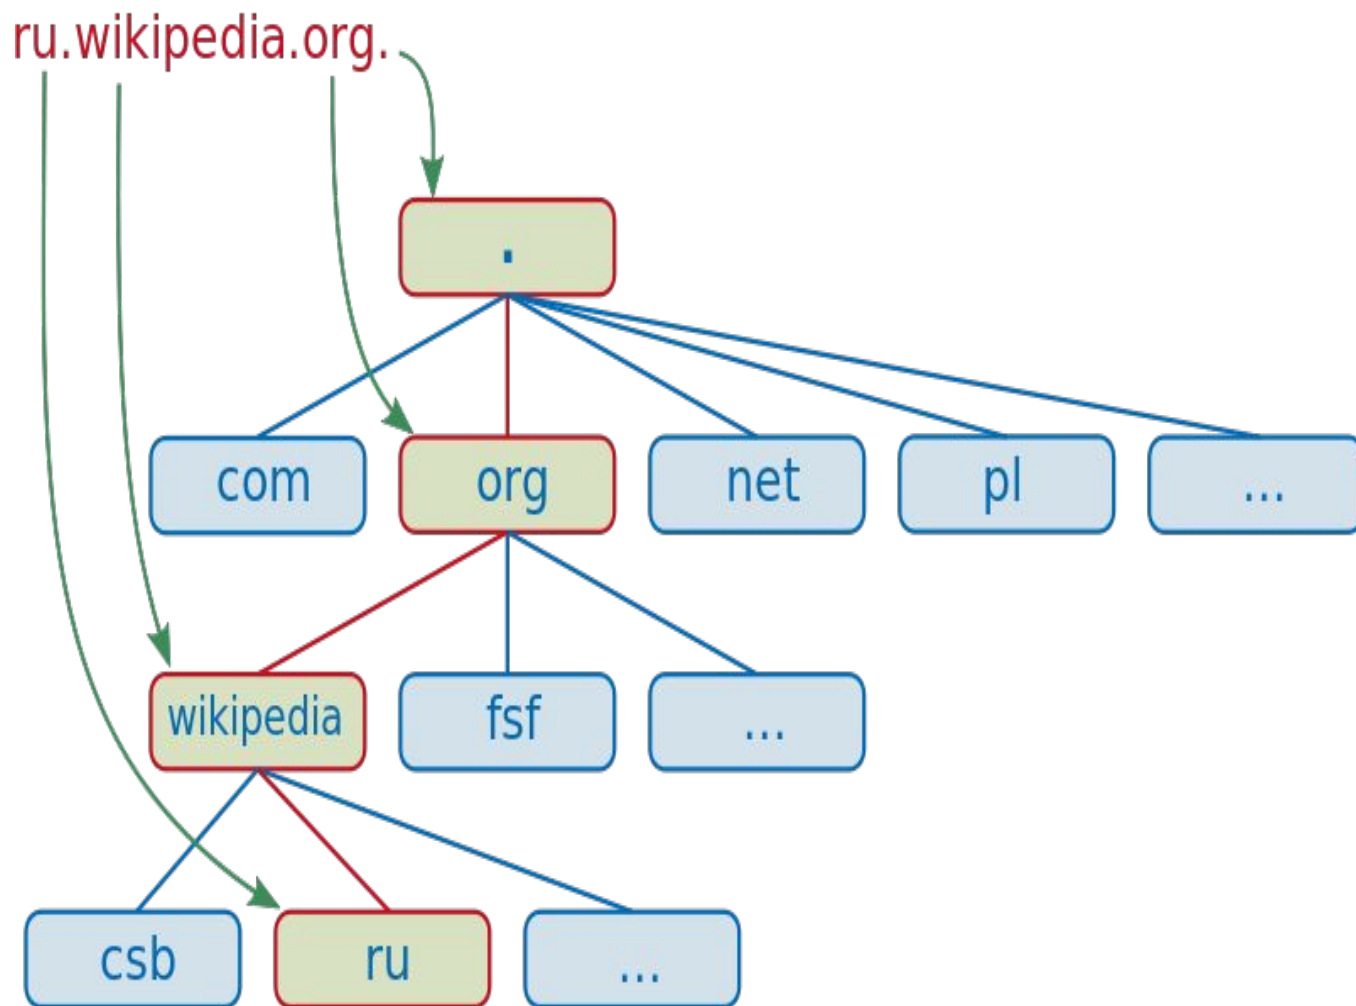 ru.wikipedia.org.
.
com org net pl ...
wikipedia fsf ...
csb ru ...